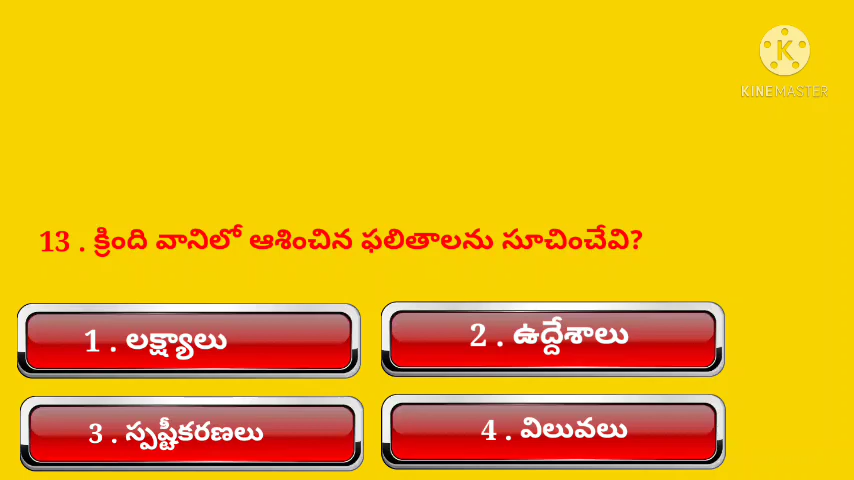 K
KINEMASTER
13 . క్రింది వానిలో ఆశించిన ఫలితాలను సూచించేవి?
1 . లక్ష్యాలు
2 . ఉద్దేశాలు
3 . స్పష్టీకరణలు
4 . విలువలు